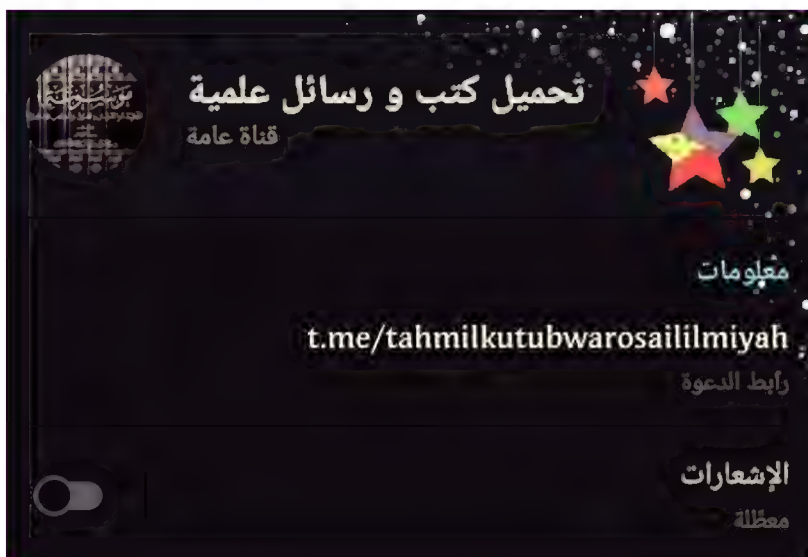 تحميل كتب و رسائل علمية
قناة عامة
معلومات
t.me/tahmilkutubwarosaililmiyah
رابط الدعوة
الإشعارات
معطلة